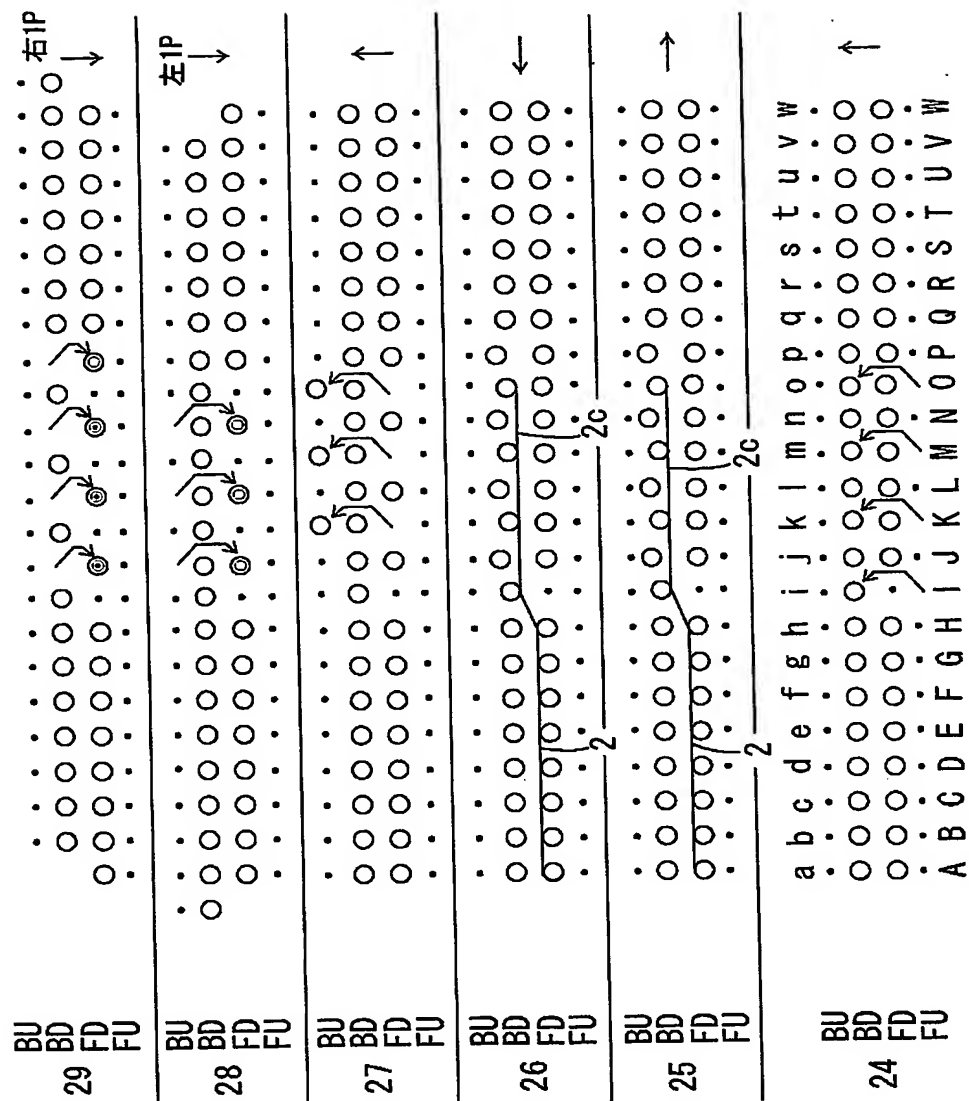 29
BU
BD
FD
FU
右1P
28
BU
BD
FD
FU
左1P
27
BU
BD
FD
FU
26
BU
BD
FD
FU
2
2c
25
BU
BD
FD
FU
2
2c
a b c d e f g h i j k l m n o p q r s t u v w
24
BU
BD
FD
FU
A B C D E F G H I J K L M N O P Q R S T U V W